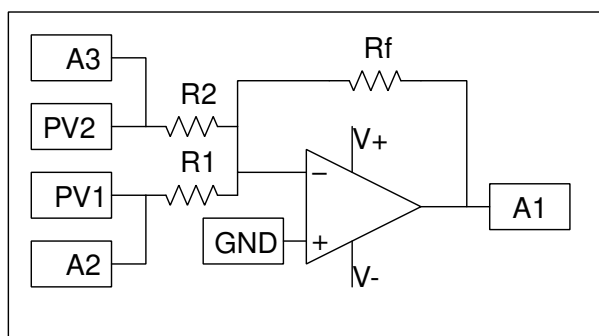 A3
Rf
R2
PV2
R1
V+
PV1
−
A1
GND
+
A2
V-